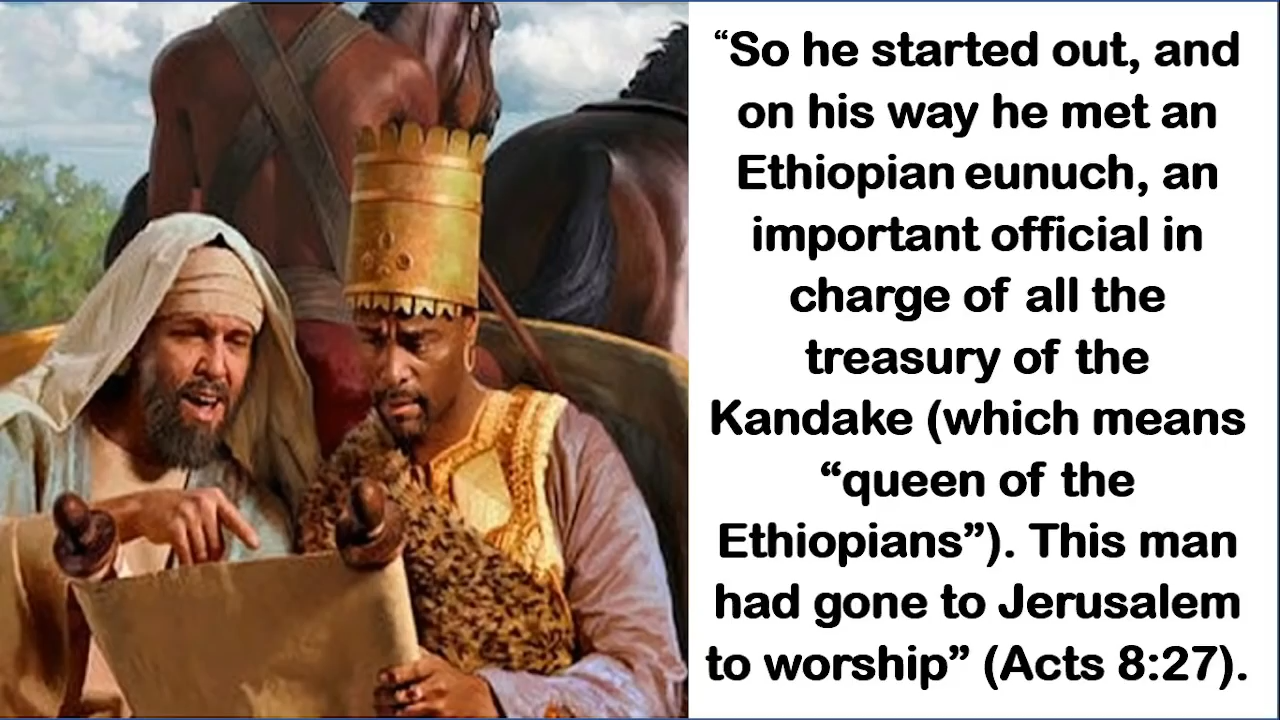 “So he started out, and
on his way he met an
Ethiopian eunuch, an
important official in
charge of all the
treasury of the
Kandake (which means
“queen of the
Ethiopians”). This man
had gone to Jerusalem
to worship” (Acts 8:27).